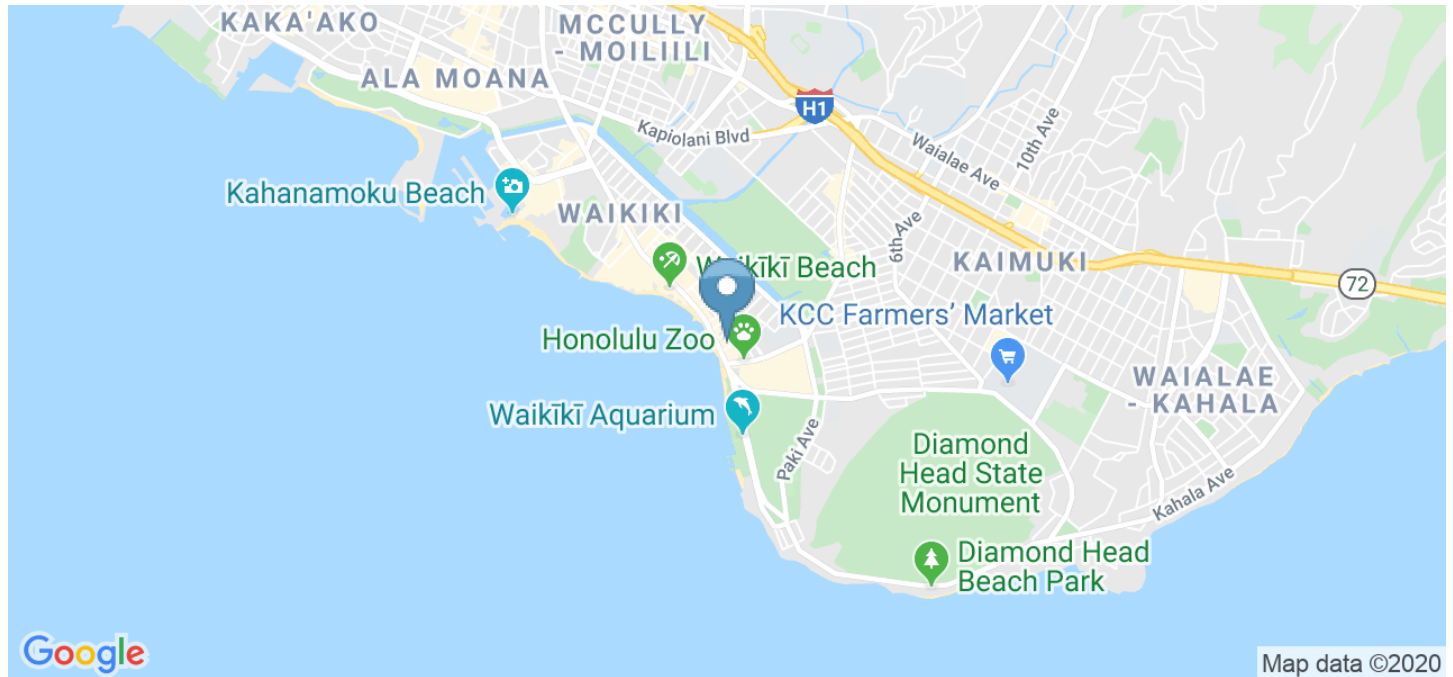 KAKA'AKO
MCCULLY
- MOILIILI
ALA MOANA
H1
Kapiolani Blvd
Waialae Ave
10th Ave
Kahanamoku Beach
WAIKIKI
6th Ave
KAIMUKI
Waikīkī Beach
72
KCC Farmers' Market
Honolulu Zoo
WAIALAE
- KAHALA
Waikīkī Aquarium
Paki Ave
Diamond
Head State
Monument
Kahala Ave
Diamond Head
Beach Park
Google
Map data ©2020